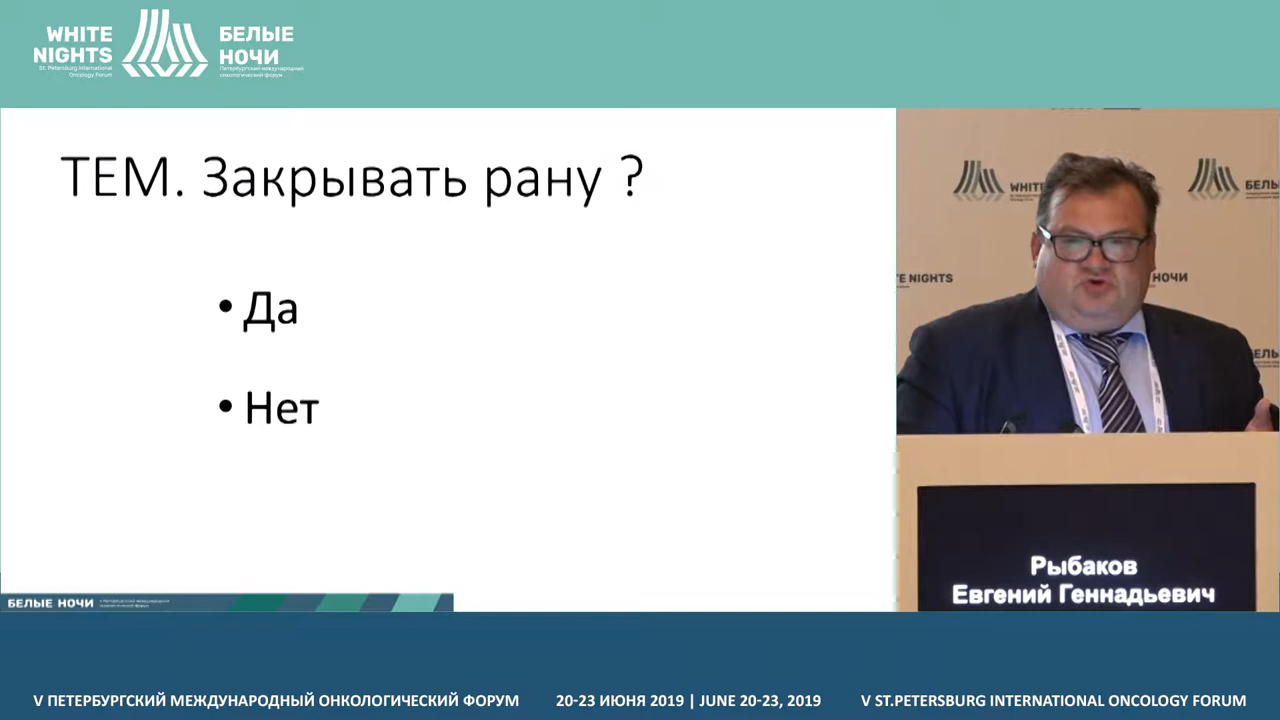 WHITE
NIGHTS
St. Petersburg International
Oncology Forum
БЕЛЫЕ
НОЧИ
Петербургский международный
онкологический форум
ТЕМ. Закрывать рану ?
• Да
• Нет
WHITE
БЕЛЫ
TE NIGHTS
НОЧИ
БЕЛЫ
Рыбаков
Евгений Геннадьевич
БЕЛЫЕ НОЧИ
V ПЕТЕРБУРГСКИЙ МЕЖДУНАРОДНЫЙ ОНКОЛОГИЧЕСКИЙ ФОРУМ
20-23 ИЮНЯ 2019 | JUNE 20-23, 2019
V ST.PETERSBURG INTERNATIONAL ONCOLOGY FORUM